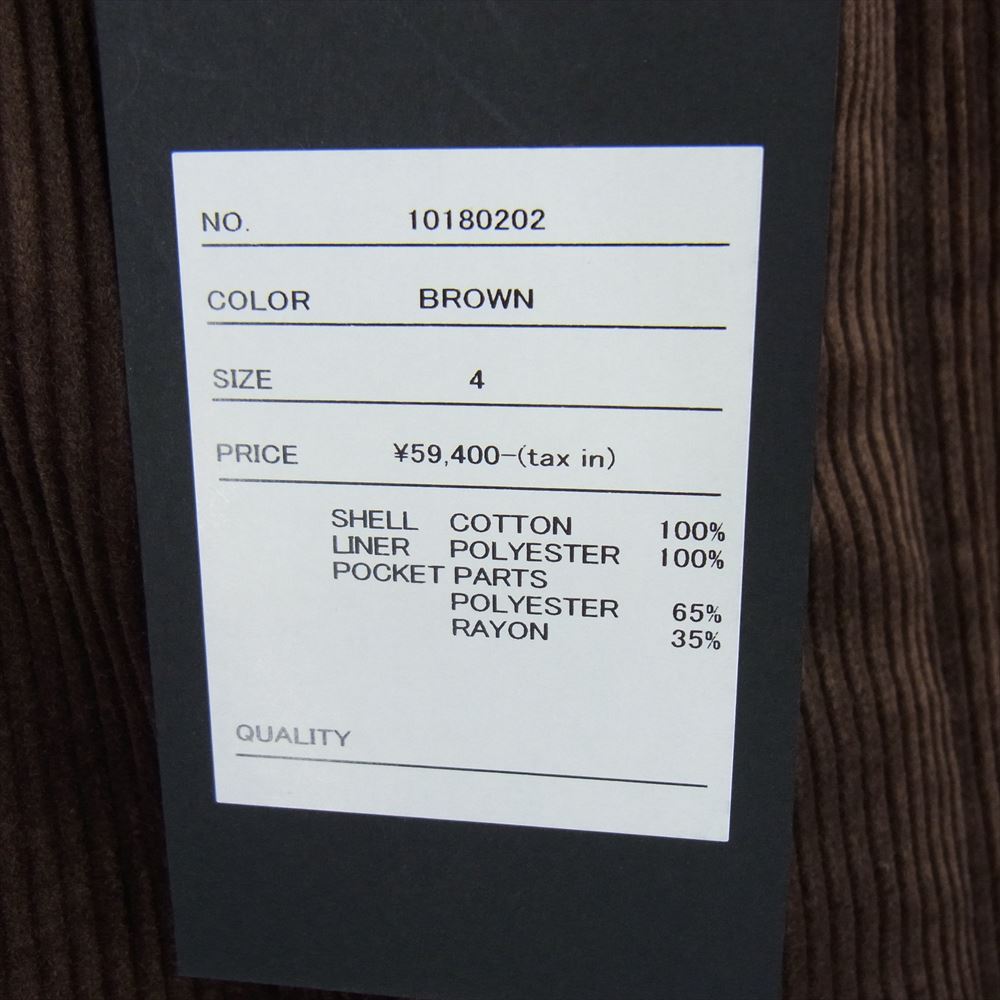 NO. 10180202
COLOR BROWN
SIZE 4
PRICE ¥59,400-(tax in)
SHELL COTTON 100%
LINER POLYESTER 100%
POCKET PARTS
POLYESTER 65%
RAYON 35%
QUALITY